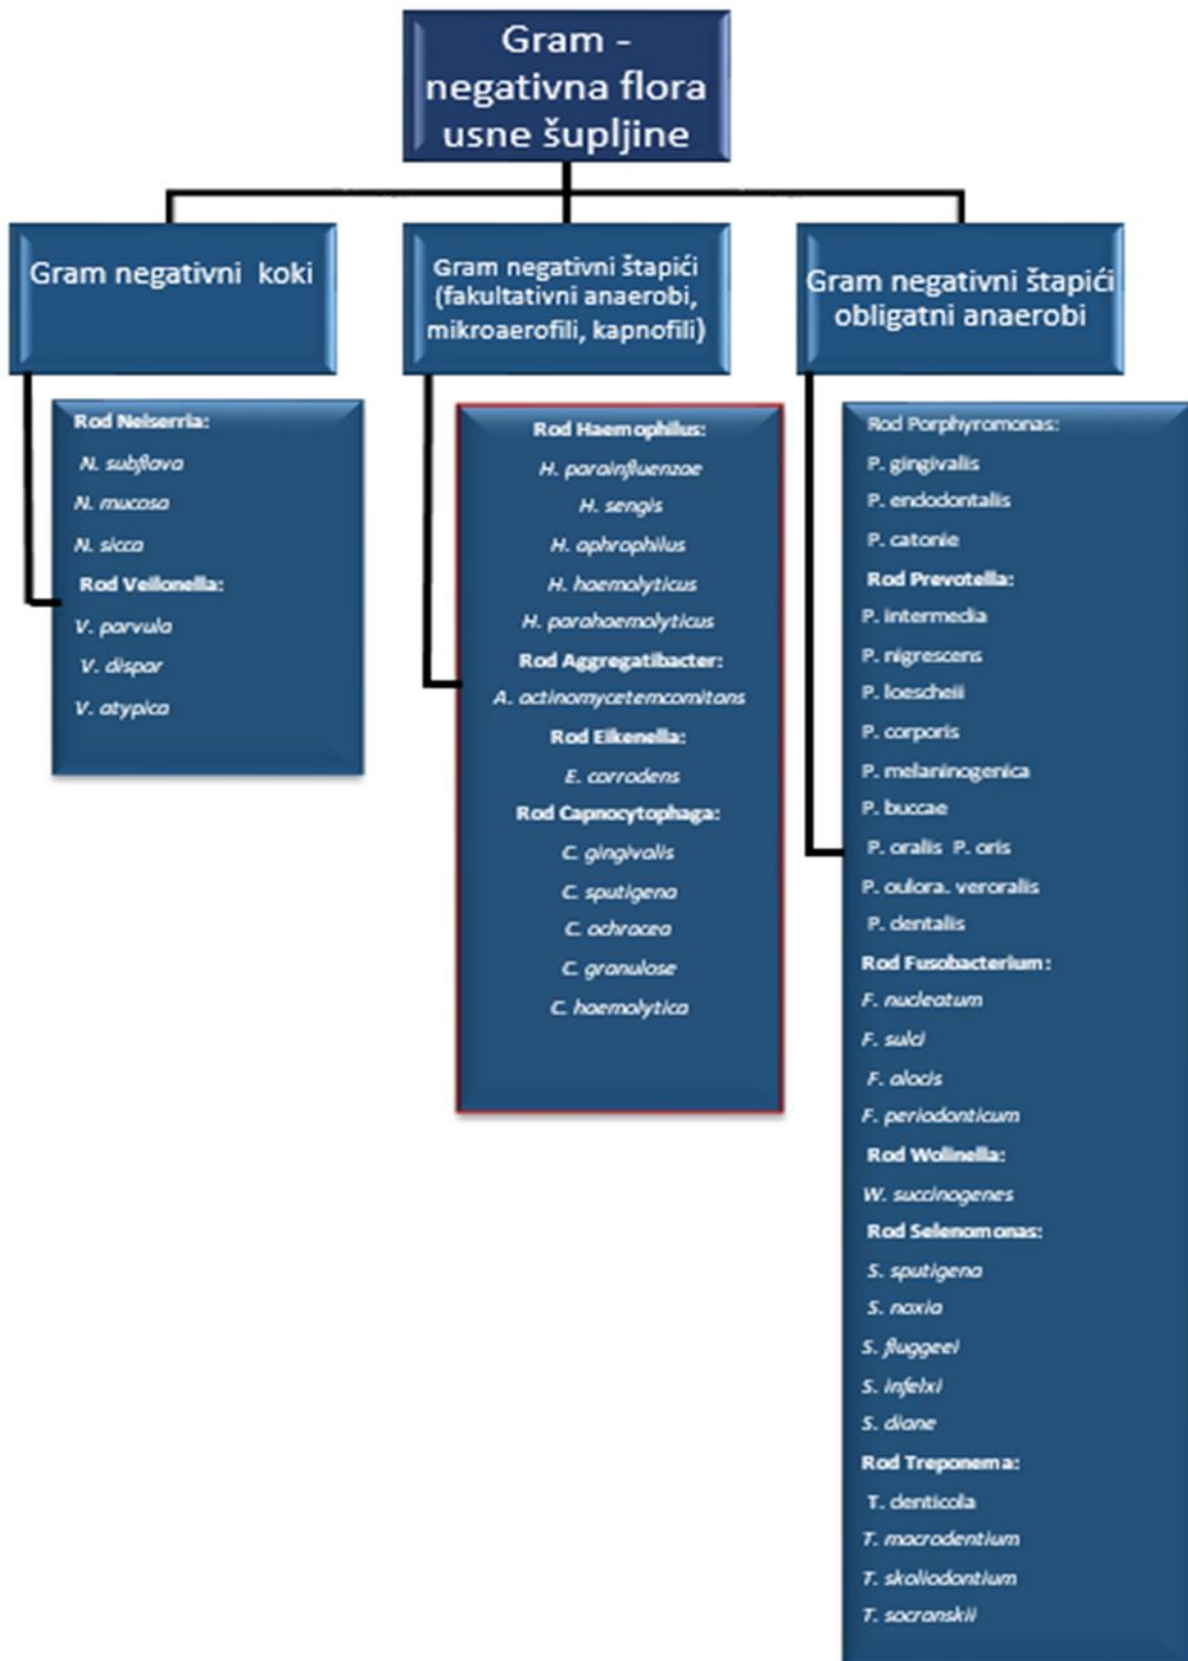 Gram -
negativna flora
usne šupljine
Gram negativni koki
Rod Neiserria:
N. subflava
N. mucosa
N. sicca
Rod Veilonella:
V. parvula
V. dispar
V. atypica
Gram negativni štapići
(fakultativni anaerobi,
mikroaerofili, kapnofili)
Rod Haemophilus:
H. parainfluenzae
H. sengis
H. aphrophilus
H. haemolyticus
H. parahaemolyticus
Rod Aggregatibacter:
A. actinomycetemcomitans
Rod Eikenella:
E. corrodens
Rod Capnocytophaga:
C. gingivalis
C. sputigena
C. ochracea
C. granulose
C. haemolytica
Gram negativni štapići
obligatni anaerobi
Rod Porphyromonas:
P. gingivalis
P. endodontalis
P. catonie
Rod Prevotella:
P. intermedia
P. nigrescens
P. loescheii
P. corporis
P. melaninogenica
P. buccae
P. oralis P. oris
P. oulora. veroralis
P. dentalis
Rod Fusobacterium:
F. nucleatum
F. sulci
F. alocis
F. periodonticum
Rod Wolinella:
W. succinogenes
Rod Selenomonas:
S. sputigena
S. noxia
S. fluggeei
S. infelxi
S. diane
Rod Treponema:
T. denticola
T. macrodentium
T. skoliodontium
T. socranskii